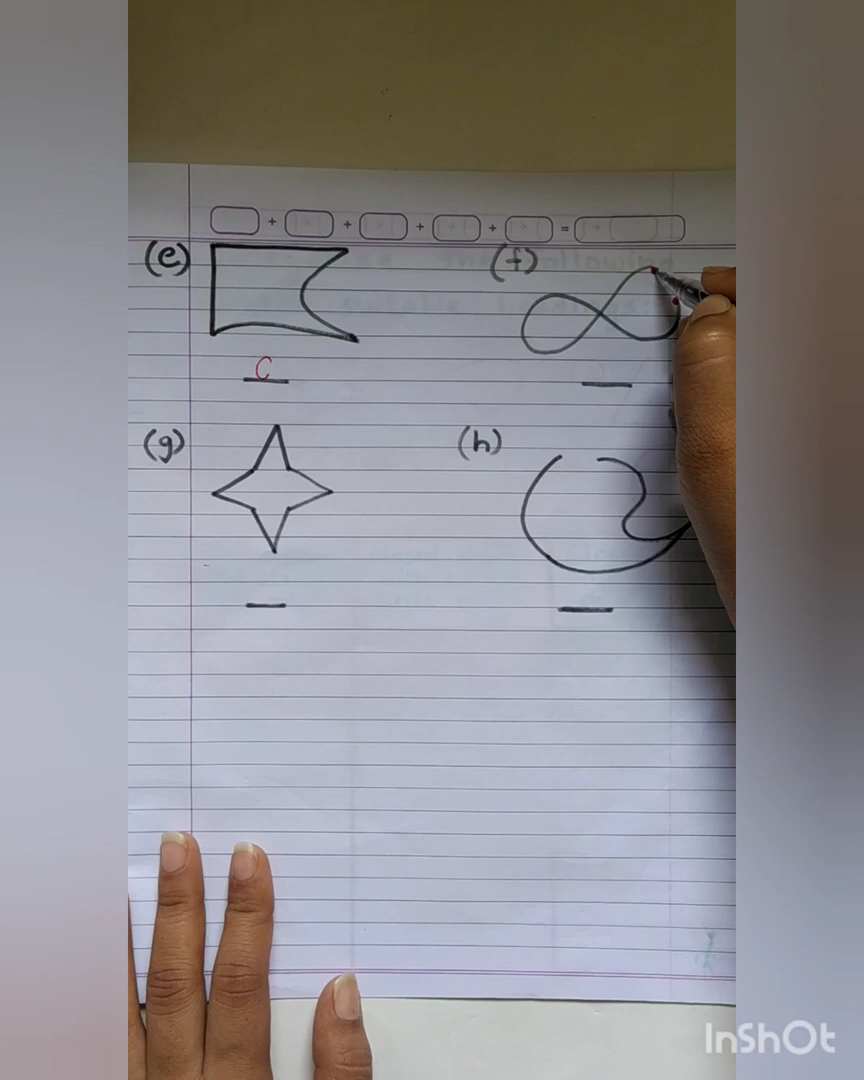 + + + + =
(e) (f)
C
(g) (h)
InShOt